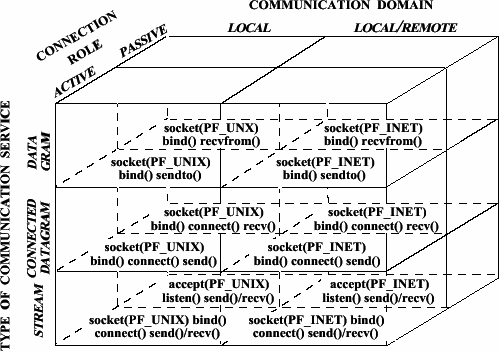 COMMUNICATION DOMAIN
LOCAL LOCAL/REMOTE
CONNECTION
ROLE
ACTIVE PASSIVE
TYPE OF COMMUNICATION SERVICE
DATA
GRAM
socket(PF_UNX) socket(PF_INET)
bind() recvfrom() bind() recvfrom()
socket(PF_UNIX) socket(PF_INET)
bind() sendto() bind() sendto()
CONNECTED
DATAGRAM
socket(PF_UNIX) socket(PF_INET)
bind() connect() recv() bind() connect() recv()
socket(PF_UNIX) socket(PF_INET)
bind() connect() send() bind() connect() send()
STREAM
accept(PF_UNIX) accept(PF_INET)
listen() send()/recv() listen() send()/recv()
socket(PF_UNIX) bind() socket(PF_INET) bind()
connect() send()/recv() connect() send()/recv()